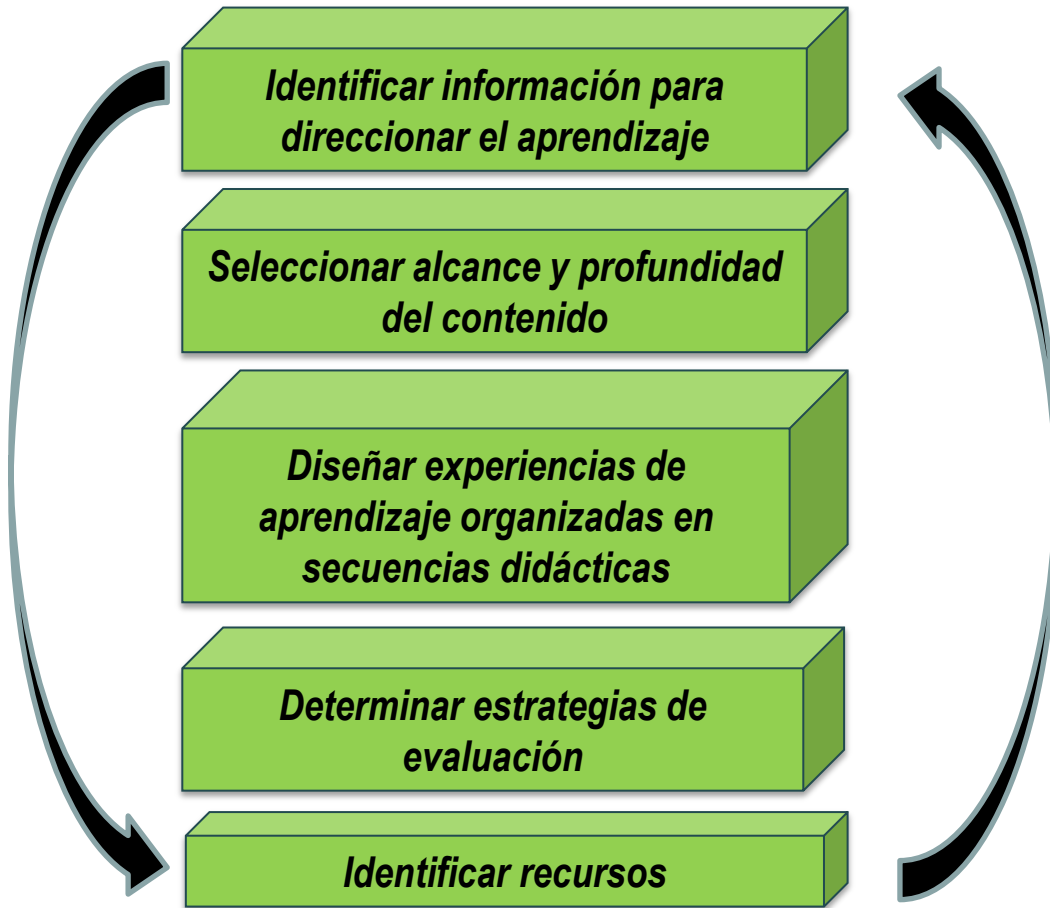 Identificar información para
direccionar el aprendizaje
Seleccionar alcance y profundidad
del contenido
Diseñar experiencias de
aprendizaje organizadas en
secuencias didácticas
Determinar estrategias de
evaluación
Identificar recursos